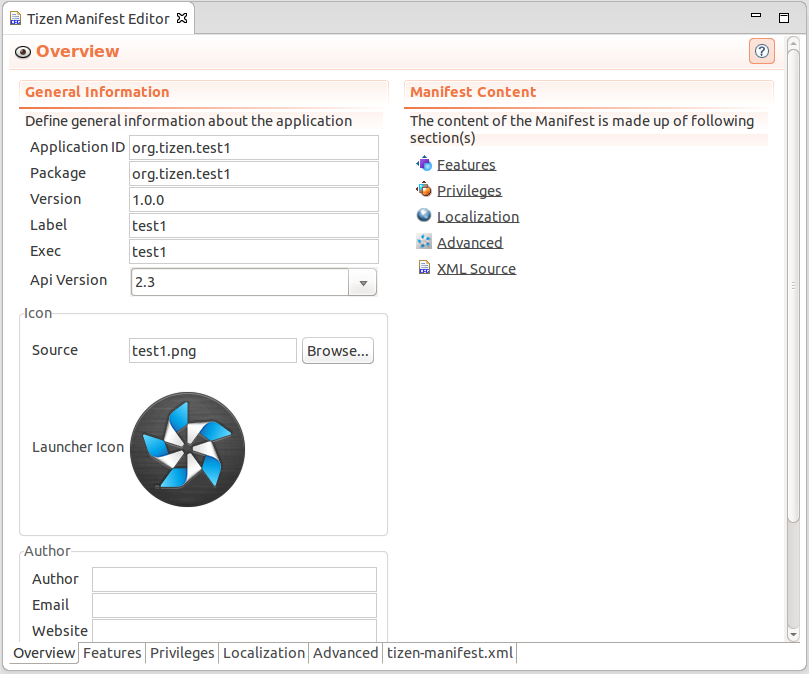 Tizen Manifest Editor
Overview
General Information
Define general information about the application
Application ID org.tizen.test1
Package org.tizen.test1
Version 1.0.0
Label test1
Exec test1
Api Version 2.3
Icon
Source test1.png Browse...
Launcher Icon
Author
Author
Email
Website
Manifest Content
The content of the Manifest is made up of following
section(s)
Features
Privileges
Localization
Advanced
XML Source
Overview Features Privileges Localization Advanced tizen-manifest.xml